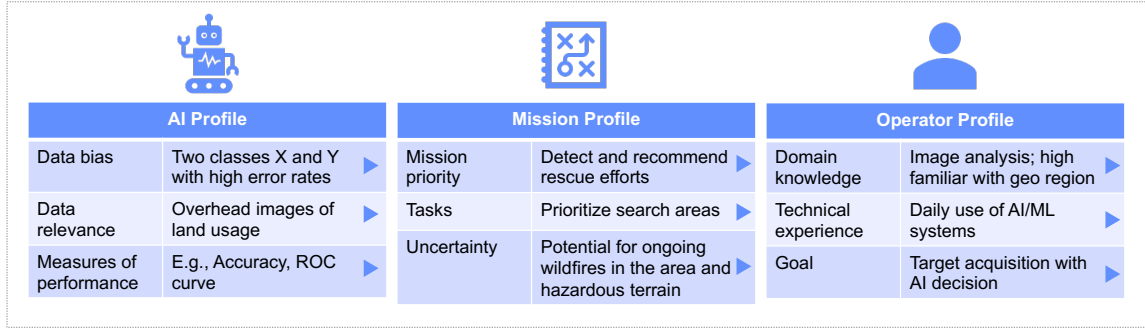 AI Profile
Data bias
Two classes X and Y
with high error rates
Data
relevance
Overhead images of
land usage
Measures of
performance
E.g., Accuracy, ROC
curve
Mission Profile
Mission
priority
Detect and recommend
rescue efforts
Tasks
Prioritize search areas
Uncertainty
Potential for ongoing
wildfires in the area and
hazardous terrain
Operator Profile
Domain
knowledge
Image analysis; high
familiar with geo region
Technical
experience
Daily use of AI/ML
systems
Goal
Target acquisition with
AI decision